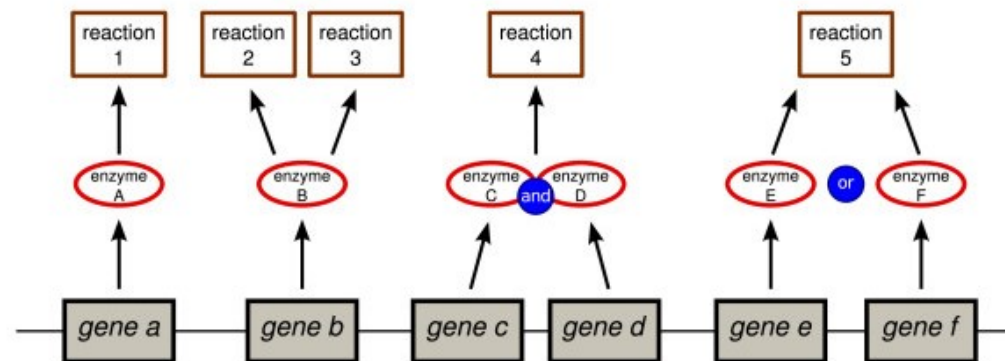 reaction
1
reaction
2
reaction
3
reaction
4
reaction
5
enzyme
A
enzyme
B
enzyme
C
and
enzyme
D
enzyme
E
or
enzyme
F
gene a
gene b
gene c
gene d
gene e
gene f